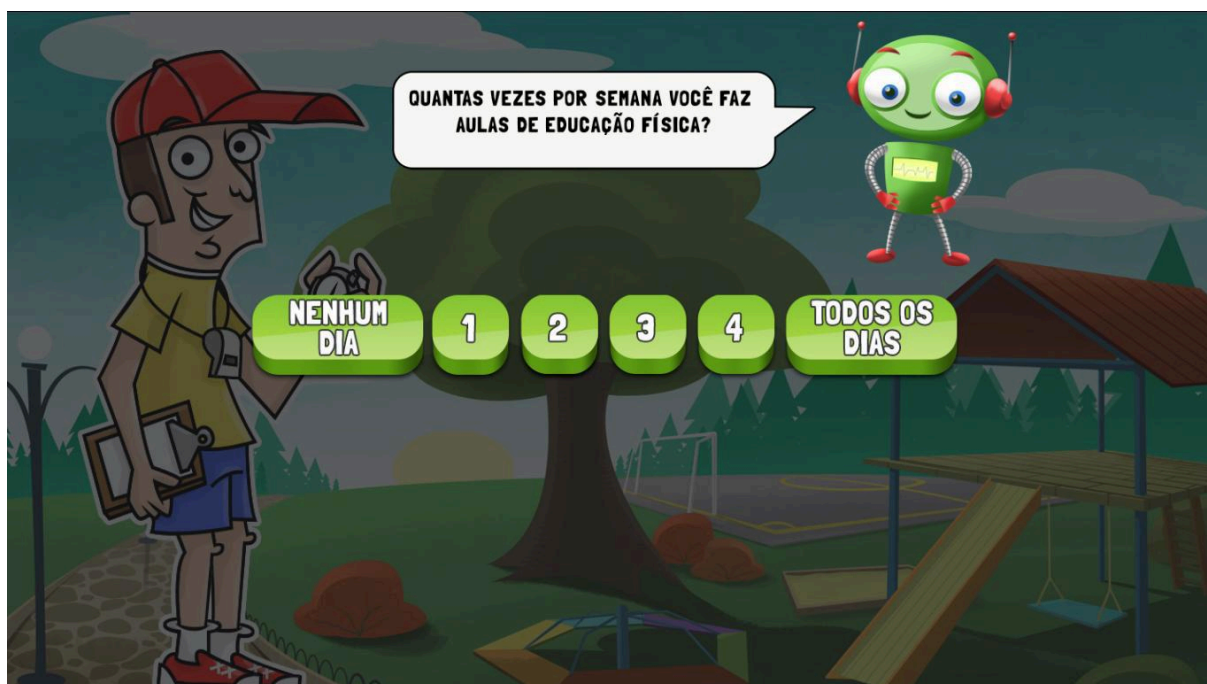 QUANTAS VEZES POR SEMANA VOCÊ FAZ
AULAS DE EDUCAÇÃO FÍSICA?
NENHUM
DIA
1
2
3
4
TODOS OS
DIAS